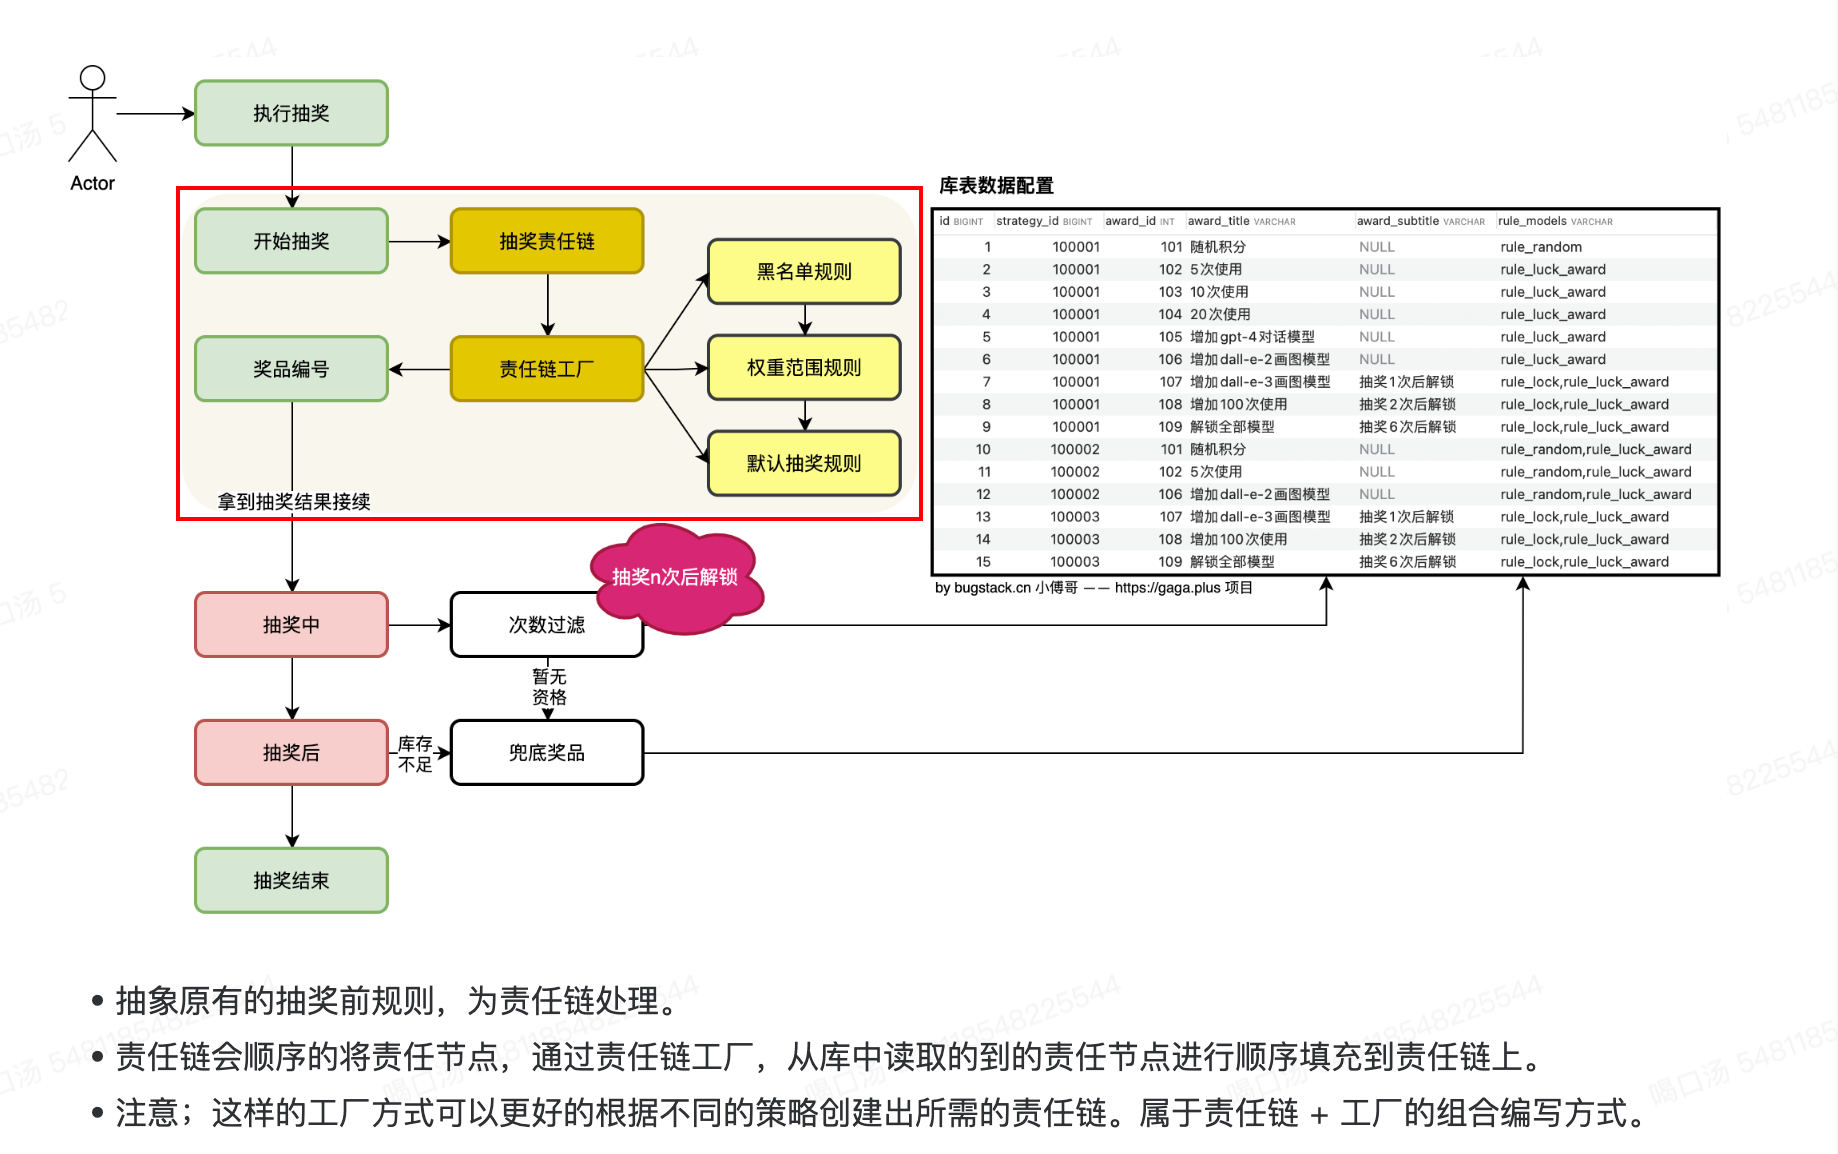 Actor
执行抽奖
开始抽奖
抽奖责任链
黑名单规则
奖品编号
责任链工厂
权重范围规则
默认抽奖规则
拿到抽奖结果接续
抽奖n次后解锁
抽奖中
次数过滤
暂无
资格
抽奖后
库存
不足
兜底奖品
抽奖结束
库表数据配置
id BIGINT strategy_id BIGINT award_id INT award_title VARCHAR award_subtitle VARCHAR rule_models VARCHAR
1 100001 101 随机积分 NULL rule_random
2 100001 102 5次使用 NULL rule_luck_award
3 100001 103 10次使用 NULL rule_luck_award
4 100001 104 20次使用 NULL rule_luck_award
5 100001 105 增加gpt-4对话模型 NULL rule_luck_award
6 100001 106 增加dall-e-2画图模型 NULL rule_luck_award
7 100001 107 增加dall-e-3画图模型 抽奖1次后解锁 rule_lock,rule_luck_award
8 100001 108 增加100次使用 抽奖2次后解锁 rule_lock,rule_luck_award
9 100001 109 解锁全部模型 抽奖6次后解锁 rule_lock,rule_luck_award
10 100002 101 随机积分 NULL rule_random,rule_luck_award
11 100002 102 5次使用 NULL rule_random,rule_luck_award
12 100002 106 增加dall-e-2画图模型 NULL rule_random,rule_luck_award
13 100003 107 增加dall-e-3画图模型 抽奖1次后解锁 rule_lock,rule_luck_award
14 100003 108 增加100次使用 抽奖2次后解锁 rule_lock,rule_luck_award
15 100003 109 解锁全部模型 抽奖6次后解锁 rule_lock,rule_luck_award
by bugstack.cn 小傅哥 —— https://gaga.plus 项目
• 抽象原有的抽奖前规则，为责任链处理。
• 责任链会顺序的将责任节点，通过责任链工厂，从库中读取的到的责任节点进行顺序填充到责任链上。
• 注意；这样的工厂方式可以更好的根据不同的策略创建出所需的责任链。属于责任链 + 工厂的组合编写方式。